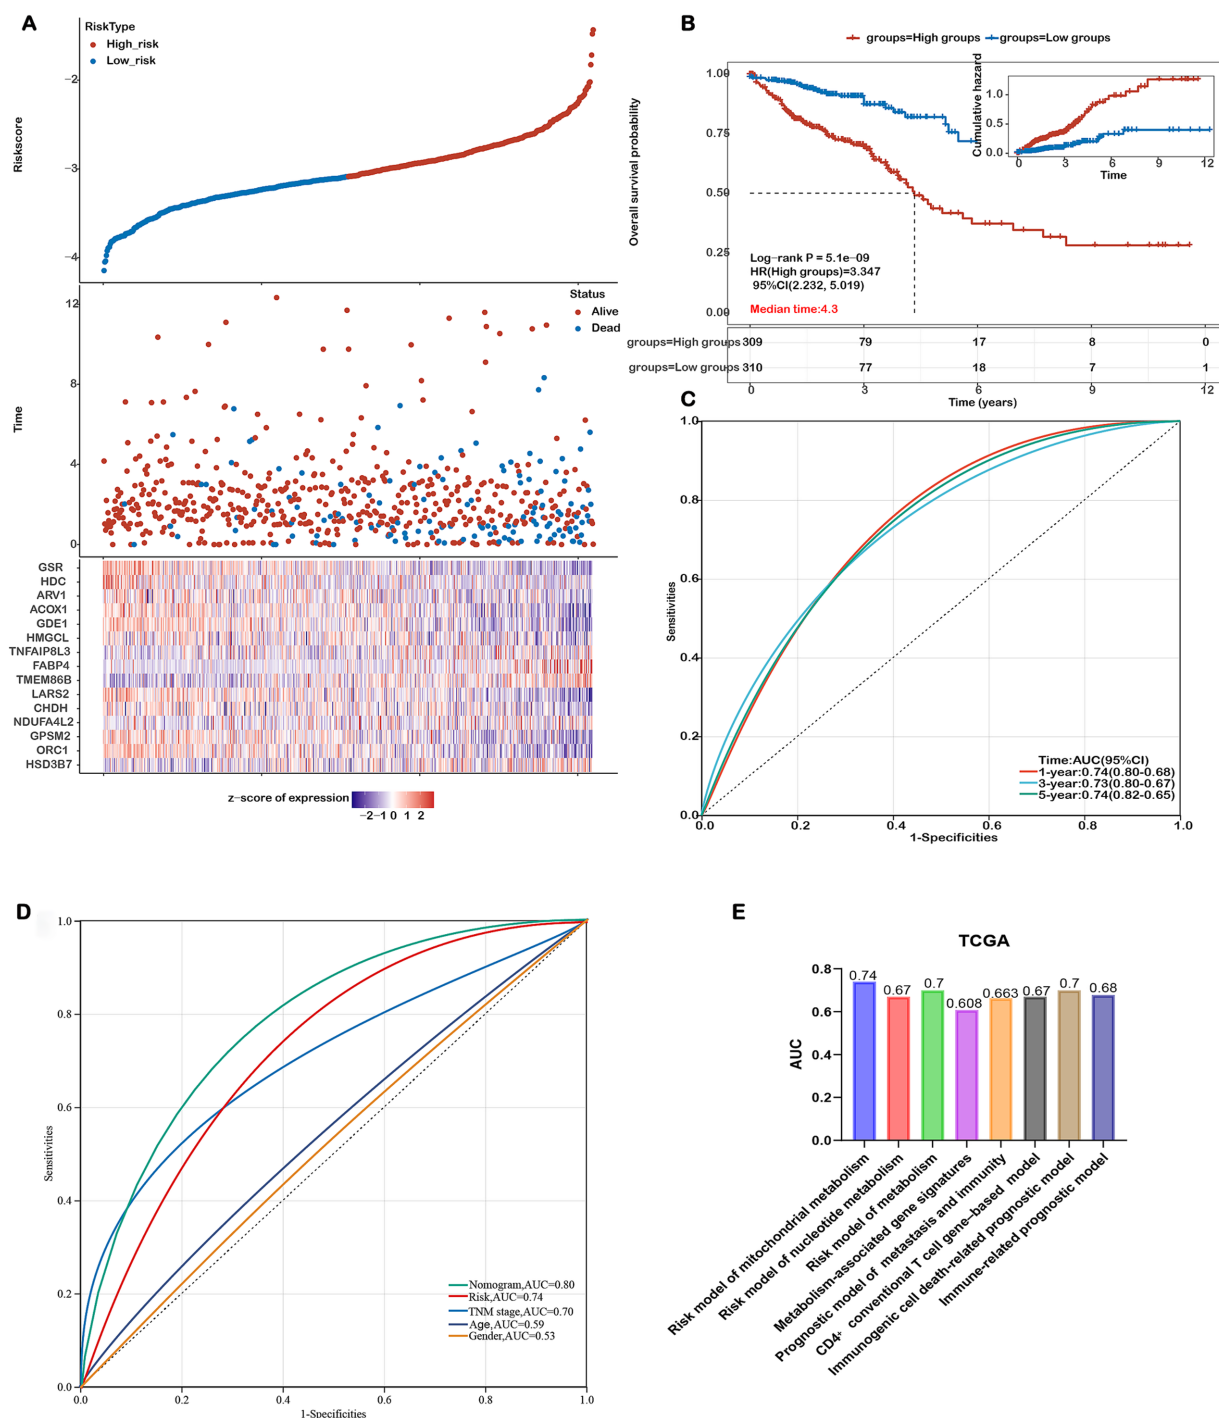 A
RiskType
High_risk
Low_risk
Riskscore
−2
−3
−4
Status
Alive
Dead
Time
12
8
4
0
GSR
HDC
ARV1
ACOX1
GDE1
HMGCL
TNFAIP8L3
FABP4
TMEM86B
LARS2
CHDH
NDUFA4L2
GPSM2
ORC1
HSD3B7
z−score of expression
−2−1 0 1 2
B
groups=High groups groups=Low groups
Overall survival probability
1.00
0.75
0.50
0.25
0.00
Log−rank P = 5.1e−09
HR(High groups)=3.347
95%CI(2.232, 5.019)
Median time:4.3
Cumulative hazard
1.0
0.5
0.0
0 3 6 9 12
Time
groups=High groups 309 79 17 8 0
groups=Low groups 310 77 18 7 1
0 3 6 9 12
Time (years)
C
Sensitivities
1.0
0.8
0.6
0.4
0.2
0.0
0.0 0.2 0.4 0.6 0.8 1.0
1-Specificities
Time:AUC(95%CI)
1-year:0.74(0.80-0.68)
3-year:0.73(0.80-0.67)
5-year:0.74(0.82-0.65)
D
Sensitivities
1.0
0.8
0.6
0.4
0.2
0.0
0.0 0.2 0.4 0.6 0.8 1.0
1-Specificities
Nomogram,AUC=0.80
Risk,AUC=0.74
TNM stage,AUC=0.70
Age,AUC=0.59
Gender,AUC=0.53
E
TCGA
AUC
0.8
0.6
0.4
0.2
0.0
0.74 0.67 0.7 0.608 0.663 0.67 0.7 0.68
Risk model of mitochondrial metabolism
Risk model of nucleotide metabolism
Risk model of metabolism
Metabolism-associated gene signatures
Prognostic model of metastasis and immunity
CD4⁺ conventional T cell gene−based model
Immunogenic cell death-related prognostic model
Immune-related prognostic model